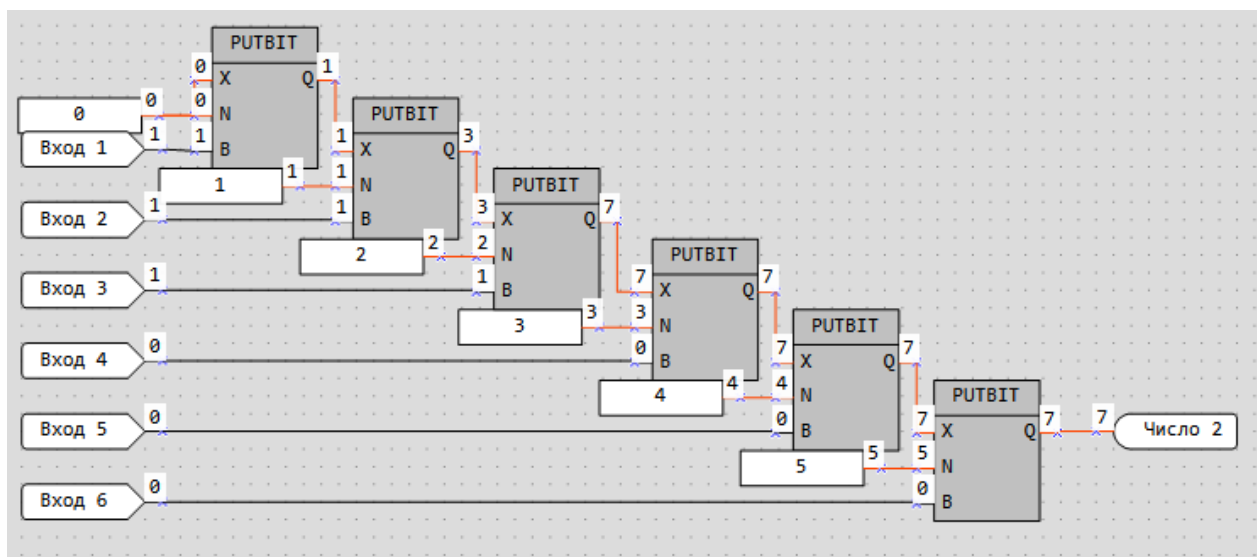 PUTBIT
0 X Q 1
0 0 0 N
Вход 1 1 1 B
PUTBIT
1 X Q 3
1 1 1 N
Вход 2 1 1 B
PUTBIT
3 X Q 7
2 2 2 N
Вход 3 1 1 B
PUTBIT
7 X Q 7
3 3 3 N
Вход 4 0 0 B
PUTBIT
7 X Q 7
4 4 4 N
Вход 5 0 0 B
PUTBIT
7 X Q 7 7 Число 2
5 5 5 N
Вход 6 0 0 B